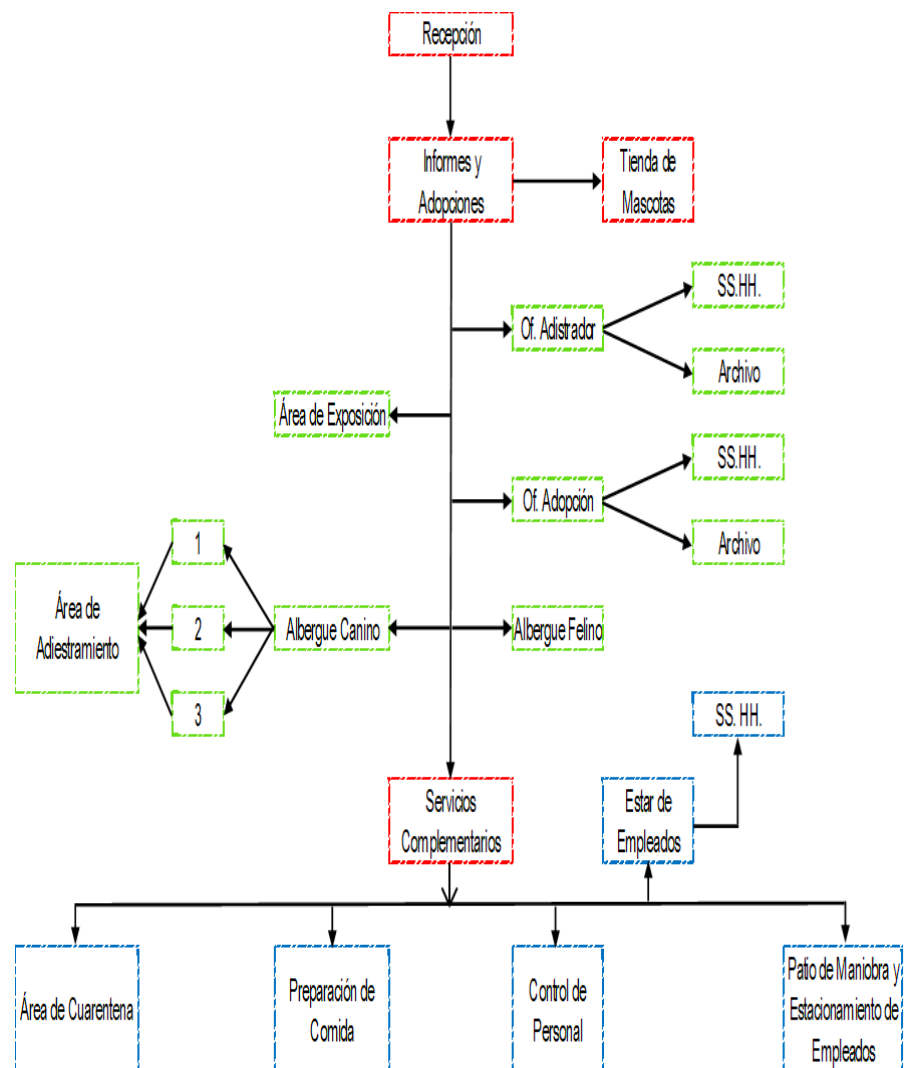 Recepción
Informes y
Adopciones
Tienda de
Mascotas
SS.HH.
Of. Adistrador
Archivo
Área de Exposición
SS.HH.
Of. Adopción
Archivo
1
Área de
Adiestramiento
2
Albergue Canino
Albergue Felino
3
SS. HH.
Servicios
Complementarios
Estar de
Empleados
Área de Cuarentena
Preparación de
Comida
Control de
Personal
Patio de Maniobra y
Estacionamiento de
Empleados